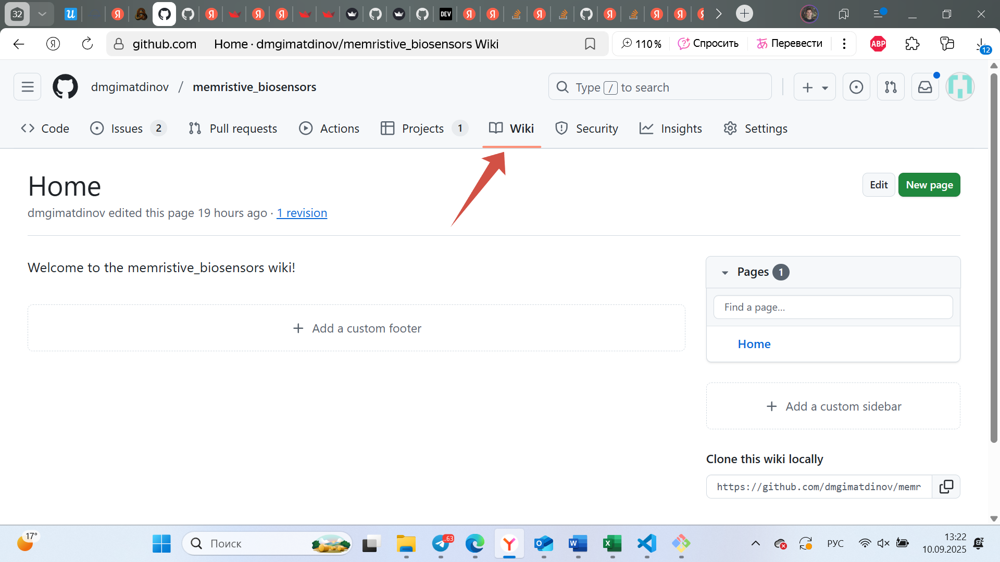 32
DEV
github.com Home · dmgimatdinov/memristive_biosensors Wiki
110 % Спросить Перевести ABP 12
dmgimatdinov / memristive_biosensors
Type / to search
Code Issues 2 Pull requests Actions Projects 1 Wiki Security Insights Settings
Home
Edit New page
dmgimatdinov edited this page 19 hours ago · 1 revision
Welcome to the memristive_biosensors wiki!
Add a custom footer
Pages 1
Find a page...
Home
Add a custom sidebar
Clone this wiki locally
https://github.com/dmgimatdinov/memr
17°
Поиск
..63
РУС
13:22
10.09.2025